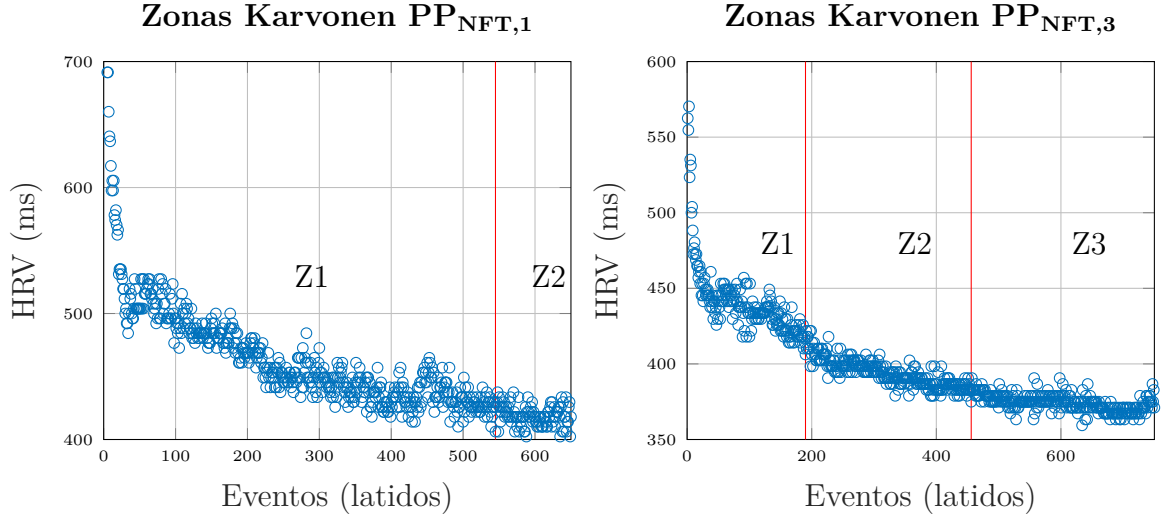 Zonas Karvonen PP_NFT,1
700
600
500
400
HRV (ms)
Z1
Z2
0 100 200 300 400 500 600
Eventos (latidos)
Zonas Karvonen PP_NFT,3
600
550
500
450
400
350
HRV (ms)
Z1
Z2
Z3
0 200 400 600
Eventos (latidos)